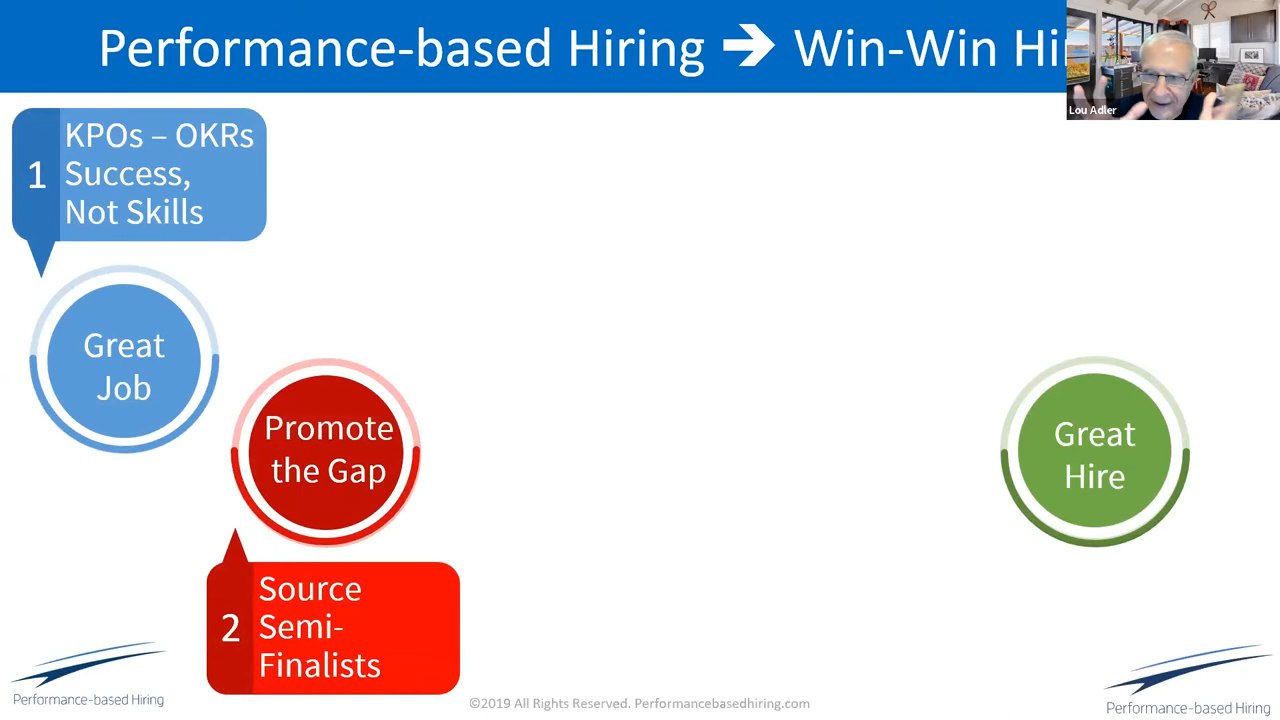 Performance-based Hiring → Win-Win Hi
Lou Adler
1
KPOs – OKRs
Success,
Not Skills
Great
Job
Promote
the Gap
Great
Hire
2
Source
Semi-
Finalists
Performance-based Hiring
©2019 All Rights Reserved. Performancebasedhiring.com
Performance-based Hiring